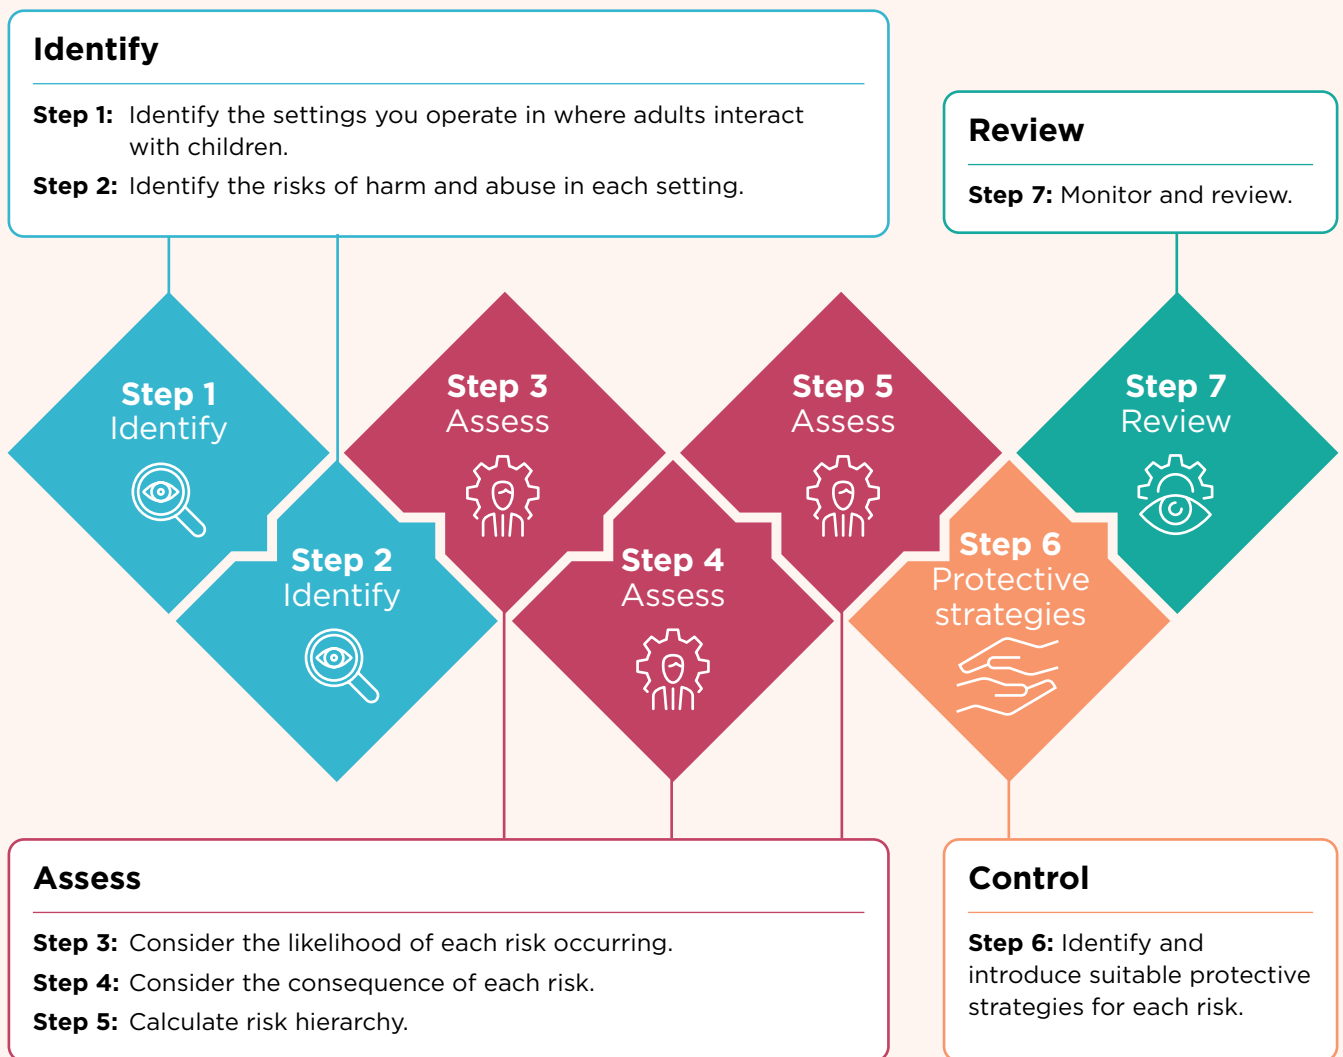 Identify
Step 1: Identify the settings you operate in where adults interact
with children.
Step 2: Identify the risks of harm and abuse in each setting.
Review
Step 7: Monitor and review.
Step 1
Identify
Step 2
Identify
Step 3
Assess
Step 4
Assess
Step 5
Assess
Step 6
Protective
strategies
Step 7
Review
Assess
Step 3: Consider the likelihood of each risk occurring.
Step 4: Consider the consequence of each risk.
Step 5: Calculate risk hierarchy.
Control
Step 6: Identify and
introduce suitable protective
strategies for each risk.